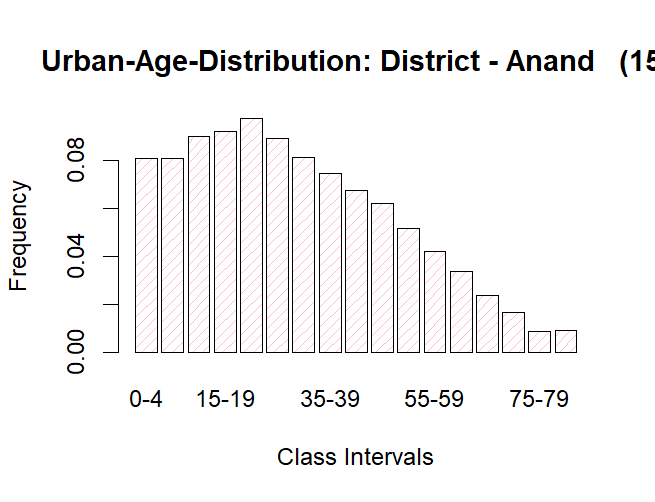 Urban-Age-Distribution: District - Anand (15
Frequency
0.08
0.04
0.00
0-4 15-19 35-39 55-59 75-79
Class Intervals